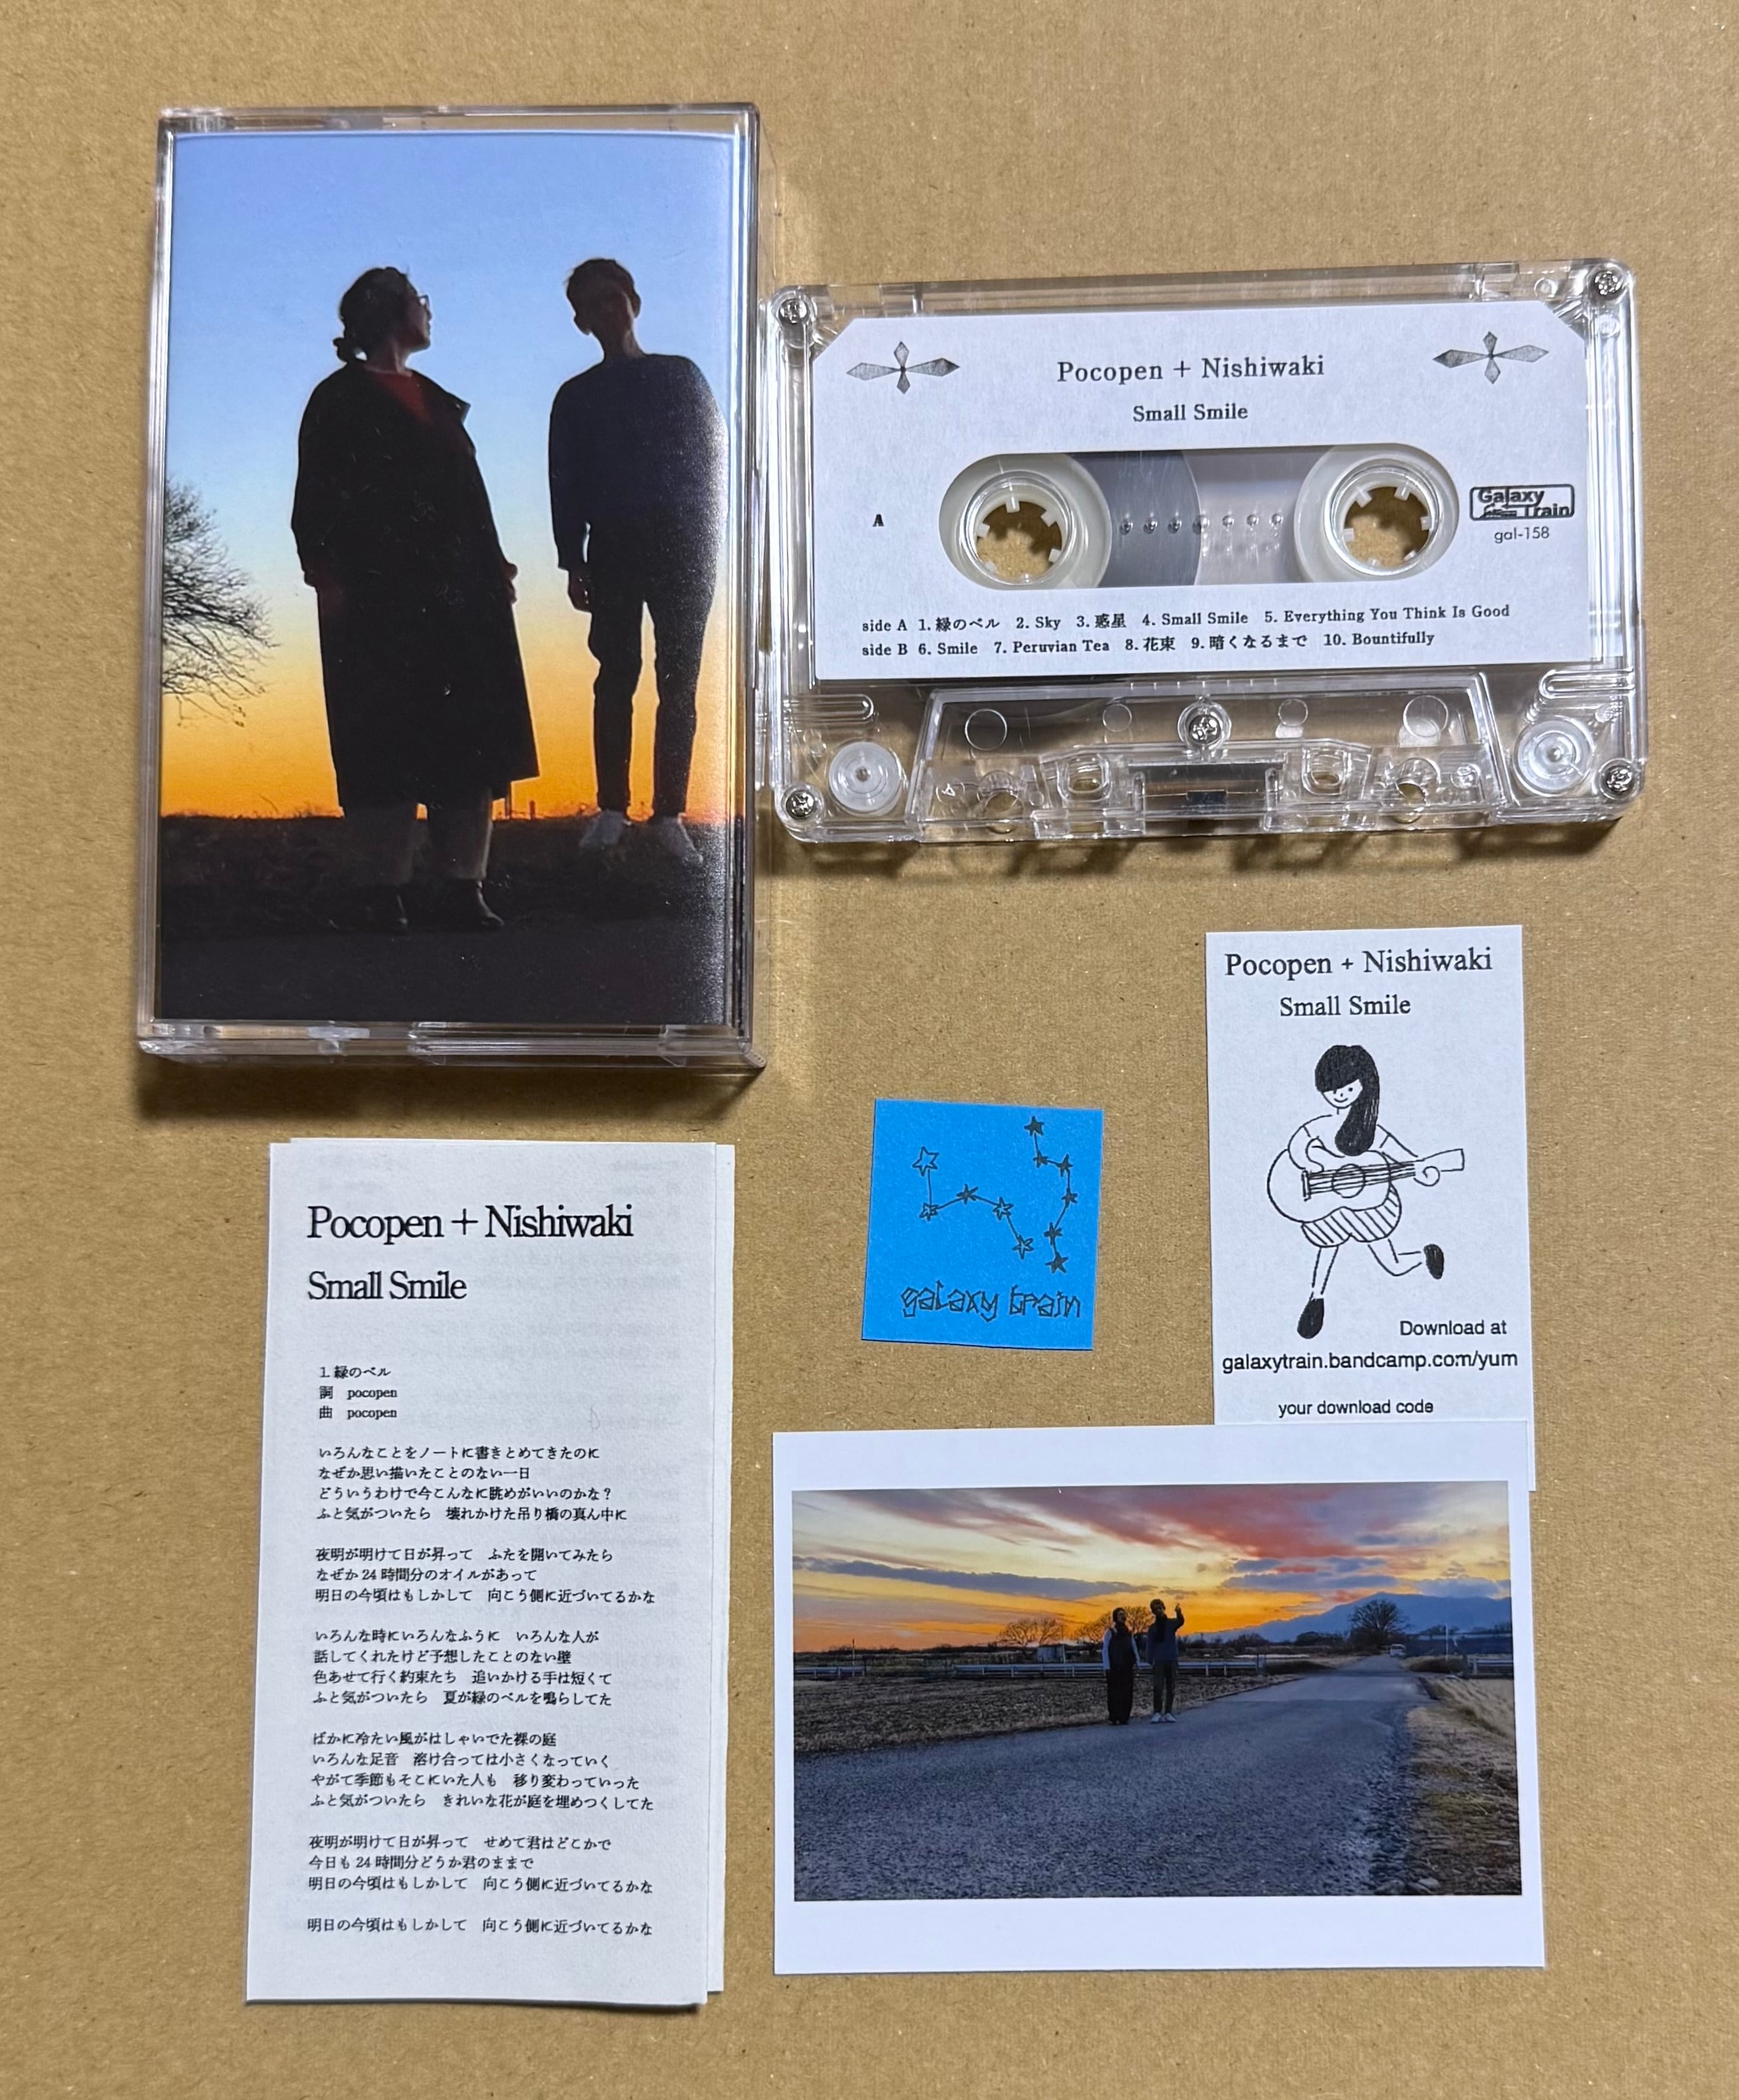 Pocopen + Nishiwaki
Small Smile
A
Galaxy
Train
gal-158
side A 1. 緑のベル 2. Sky 3. 惑星 4. Small Smile 5. Everything You Think Is Good
side B 6. Smile 7. Peruvian Tea 8. 花束 9. 暗くなるまで 10. Bountifully
Pocopen + Nishiwaki
Small Smile
Download at
galaxytrain.bandcamp.com/yum
your download code
galaxy train
Pocopen + Nishiwaki
Small Smile
1. 緑のベル
詞 pocopen
曲 pocopen
いろんなことをノートに書きとめてきたのに
なぜか思い描いたことのない一日
どういうわけで今こんなに眺めがいいのかな?
ふと気がついたら 壊れかけた吊り橋の真ん中に
夜明が明けて日が昇って ふたを開いてみたら
なぜか 24 時間分のオイルがあって
明日の今頃はもしかして 向こう側に近づいてるかな
いろんな時にいろんなふうに いろんな人が
話してくれたけど予想したことのない壁
色あせて行く約束たち 追いかける手は短くて
ふと気がついたら 夏が緑のベルを鳴らしてた
ばかに冷たい風がはしゃいでた裸の庭
いろんな足音 溶け合っては小さくなっていく
やがて季節もそこにいた人も 移り変わっていった
ふと気がついたら きれいな花が庭を埋めつくしてた
夜明が明けて日が昇って せめて君はどこかで
今日も 24 時間分どうか君のままで
明日の今頃はもしかして 向こう側に近づいてるかな
明日の今頃はもしかして 向こう側に近づいてるかな